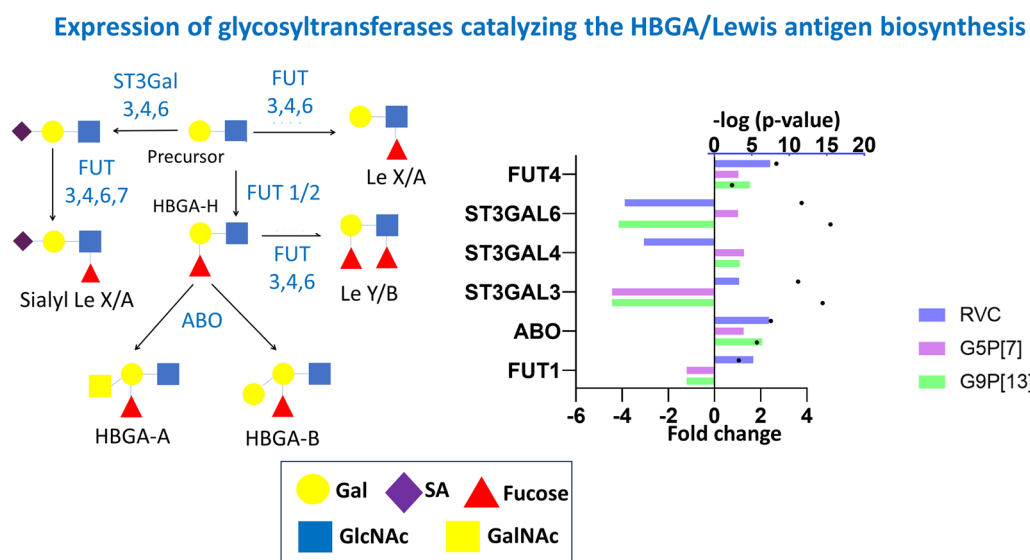 Expression of glycosyltransferases catalyzing the HBGA/Lewis antigen biosynthesis
ST3Gal
3,4,6
FUT
3,4,6
Precursor
Le X/A
FUT
3,4,6,7
FUT 1/2
HBGA-H
FUT
3,4,6
Sialyl Le X/A
Le Y/B
ABO
HBGA-A
HBGA-B
-log (p-value)
0 5 10 15 20
FUT4
ST3GAL6
ST3GAL4
ST3GAL3
ABO
FUT1
-6 -4 -2 0 2 4
Fold change
RVC
G5P[7]
G9P[13]
Gal
SA
Fucose
GlcNAc
GalNAc